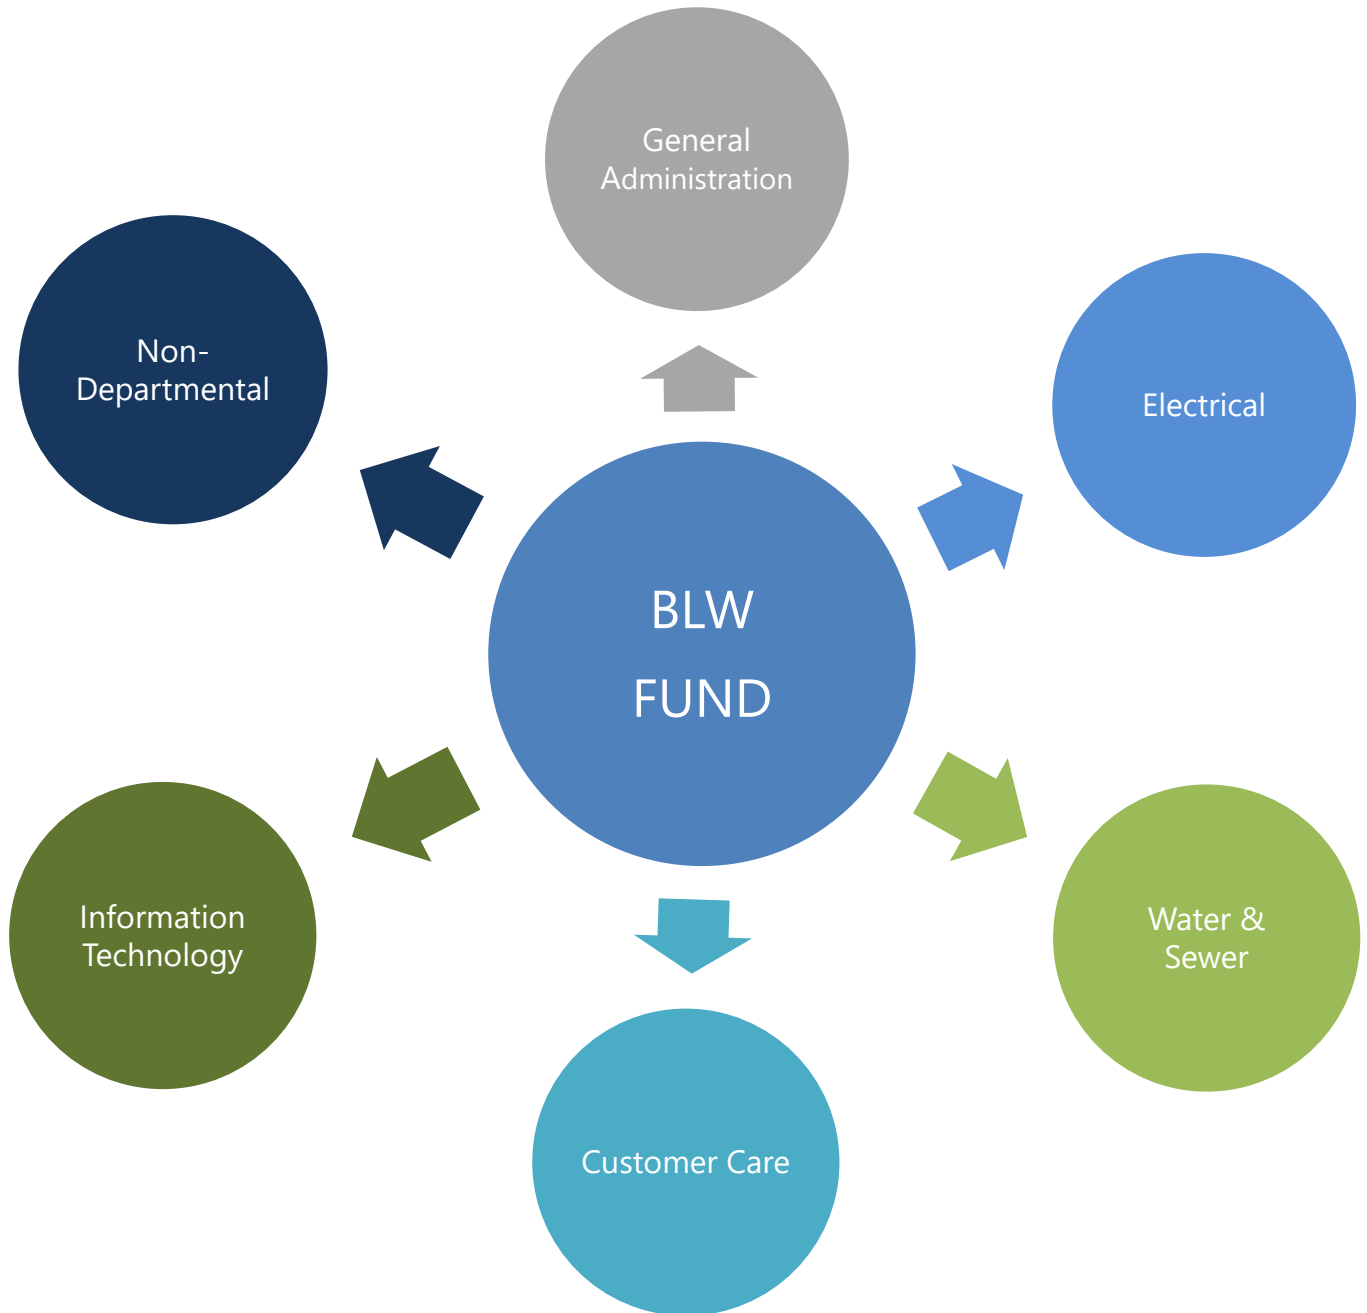 General
Administration
Non-
Departmental
Electrical
BLW
FUND
Information
Technology
Water &
Sewer
Customer Care